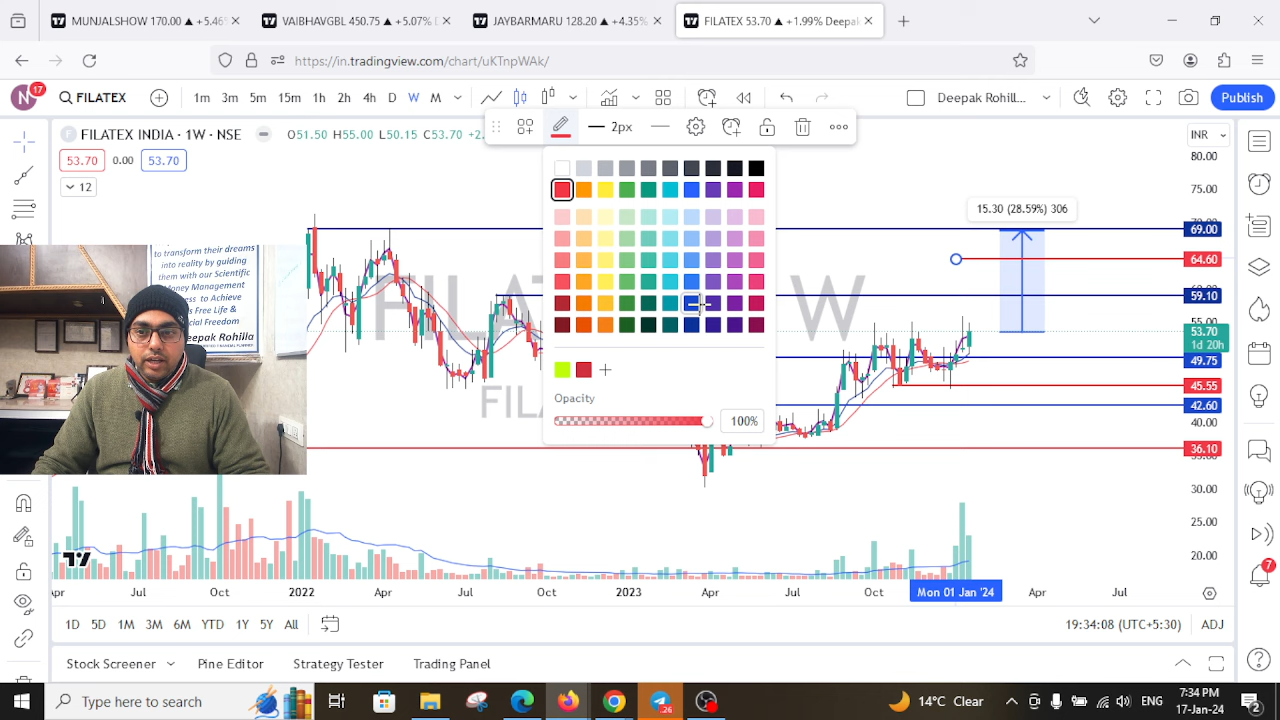 MUNJALSHOW 170.00 ▲ +5.46%
VAIBHAVGBL 450.75 ▲ +5.07%
JAYBARMARU 128.20 ▲ +4.35%
FILATEX 53.70 ▲ +1.99% Deepak
https://in.tradingview.com/chart/uKTnpWAk/
N 17 FILATEX 1m 3m 5m 15m 1h 2h 4h D W M Deepak Rohill... Publish
2px
FILATEX INDIA · 1W · NSE O51.50 H55.00 L50.15 C53.70
INR
53.70 0.00 53.70
12
80.00
75.00
15.30 (28.59%) 306
69.00
64.60
59.10
55.00
53.70
1d 20h
49.75
45.55
42.60
40.00
36.10
30.00
25.00
20.00
to transform their dreams
into reality by guiding
them with our Scientific
Money Management
to Achieve
Free Life &
Freedom
Deepak Rohilla
Opacity
100%
Apr Jul Oct 2022 Apr Jul Oct 2023 Apr Jul Oct Mon 01 Jan '24 Apr Jul
1D 5D 1M 3M 6M YTD 1Y 5Y All 19:34:08 (UTC+5:30) ADJ
Stock Screener Pine Editor Strategy Tester Trading Panel
7
Type here to search
26
14°C Clear
ENG
7:34 PM
17-Jan-24
2